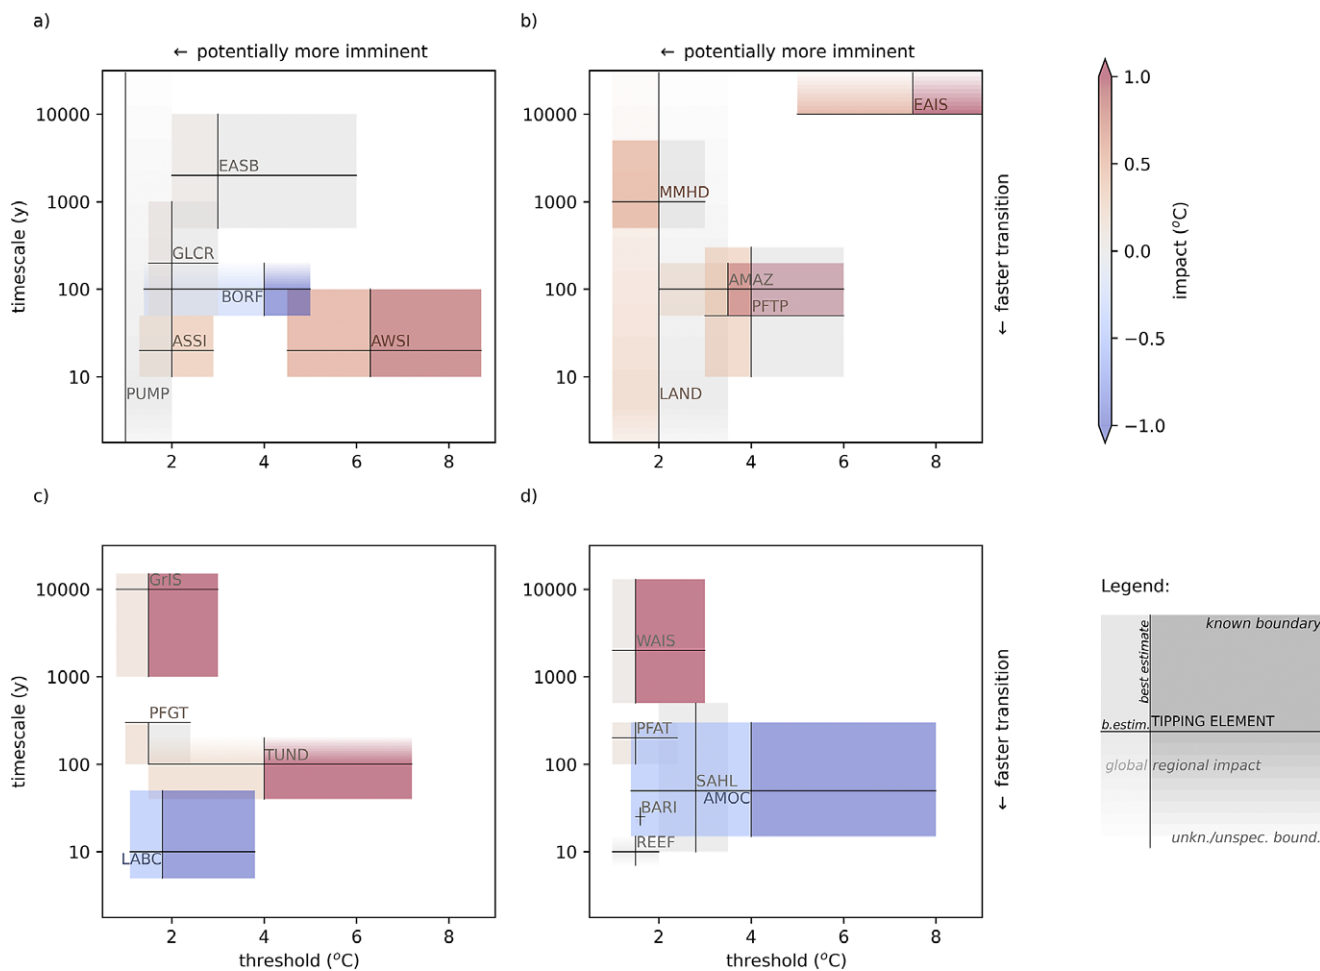 a)
← potentially more imminent
timescale (y)
10000
1000
100
10
EASB
GLCR
BORF
ASSI
AWSI
PUMP
2
4
6
8
b)
← potentially more imminent
10000
1000
100
10
EAIS
MMHD
AMAZ
PFTP
LAND
2
4
6
8
← faster transition
1.0
0.5
0.0
−0.5
−1.0
impact (°C)
c)
timescale (y)
10000
1000
100
10
GrIS
PFGT
TUND
LABC
2
4
6
8
threshold (°C)
d)
10000
1000
100
10
WAIS
PFAT
SAHL
AMOC
BARI
REEF
2
4
6
8
threshold (°C)
← faster transition
Legend:
known boundary
best estimate
b.estim. TIPPING ELEMENT
global regional impact
unkn./unspec. bound.